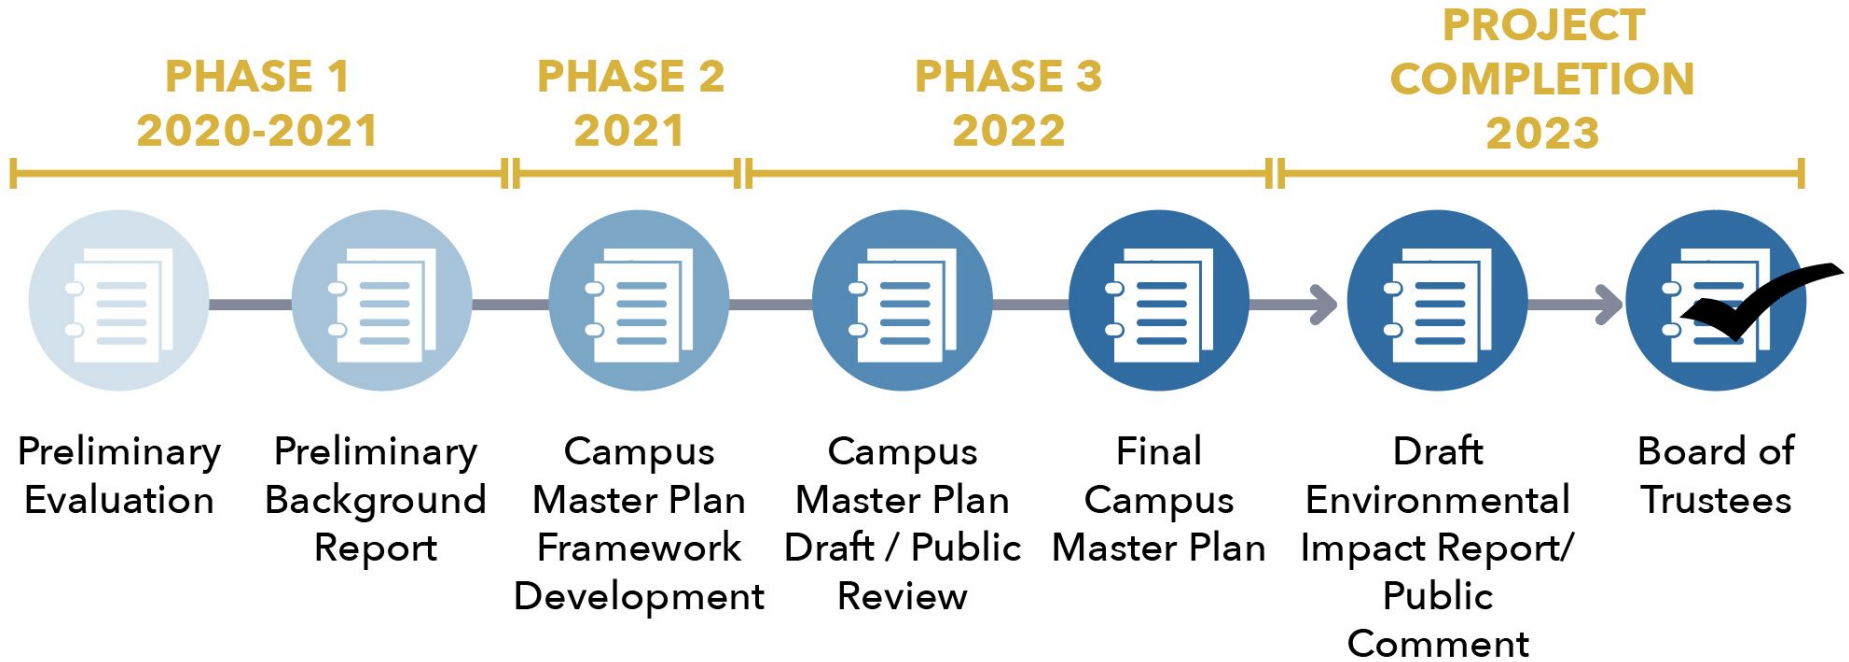 PHASE 1
2020-2021
PHASE 2
2021
PHASE 3
2022
PROJECT
COMPLETION
2023
Preliminary
Evaluation
Preliminary
Background
Report
Campus
Master Plan
Framework
Development
Campus
Master Plan
Draft / Public
Review
Final
Campus
Master Plan
Draft
Environmental
Impact Report/
Public
Comment
Board of
Trustees